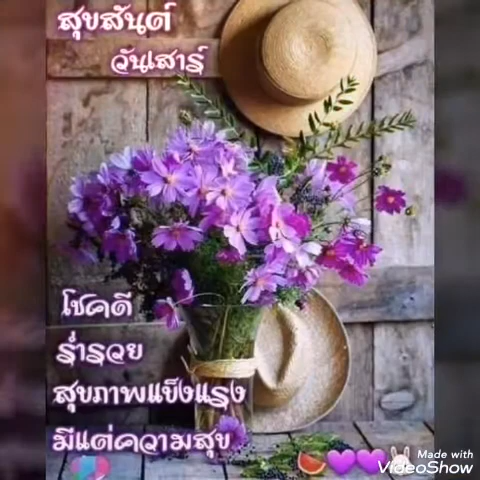 สุขสันต์
วันเสาร์
โชคดี
ร่ำรวย
สุขภาพแข็งแรง
มีแต่ความสุข
Made with
VideoShow